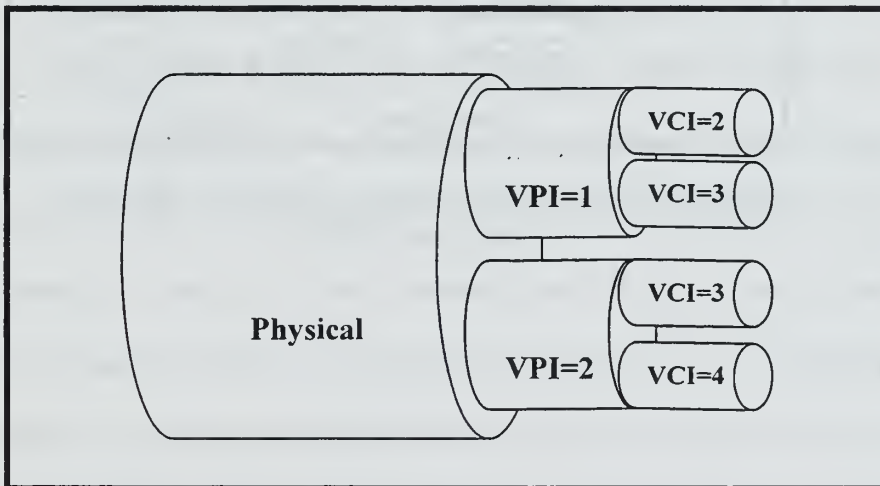 VCI=2
VPI=1
VCI=3
Physical
VCI=3
VPI=2
VCI=4